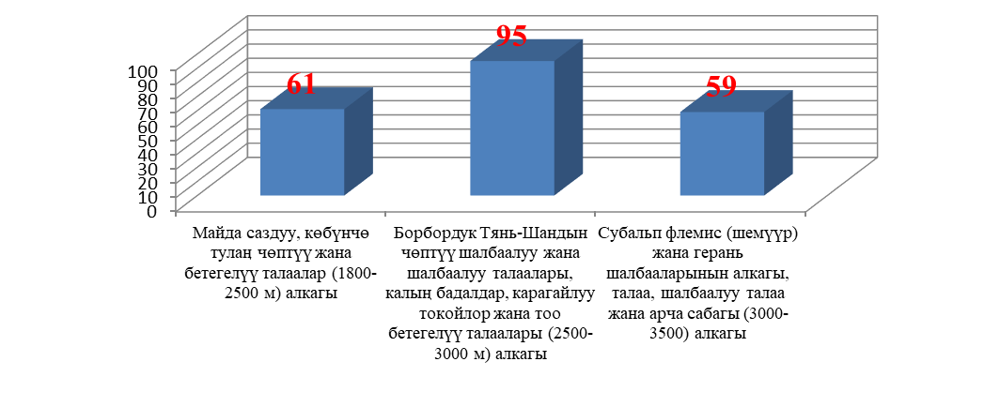 61
95
59
100
90
80
70
60
50
40
30
20
10
0
Майда саздуу, көбүнчө
тулаң чөптүү жана
бетегелүү талаалар (1800-
2500 м) алкагы
Борбордук Тянь-Шандын
чөптүү шалбаалуу жана
шалбаалуу талаалары,
калың бадалдар, карагайлуу
токойлор жана тоо
бетегелүү талаалары (2500-
3000 м) алкагы
Субальп флемис (шемүүр)
жана герань
шалбааларынын алкагы,
талаа, шалбаалуу талаа
жана арча сабагы (3000-
3500) алкагы